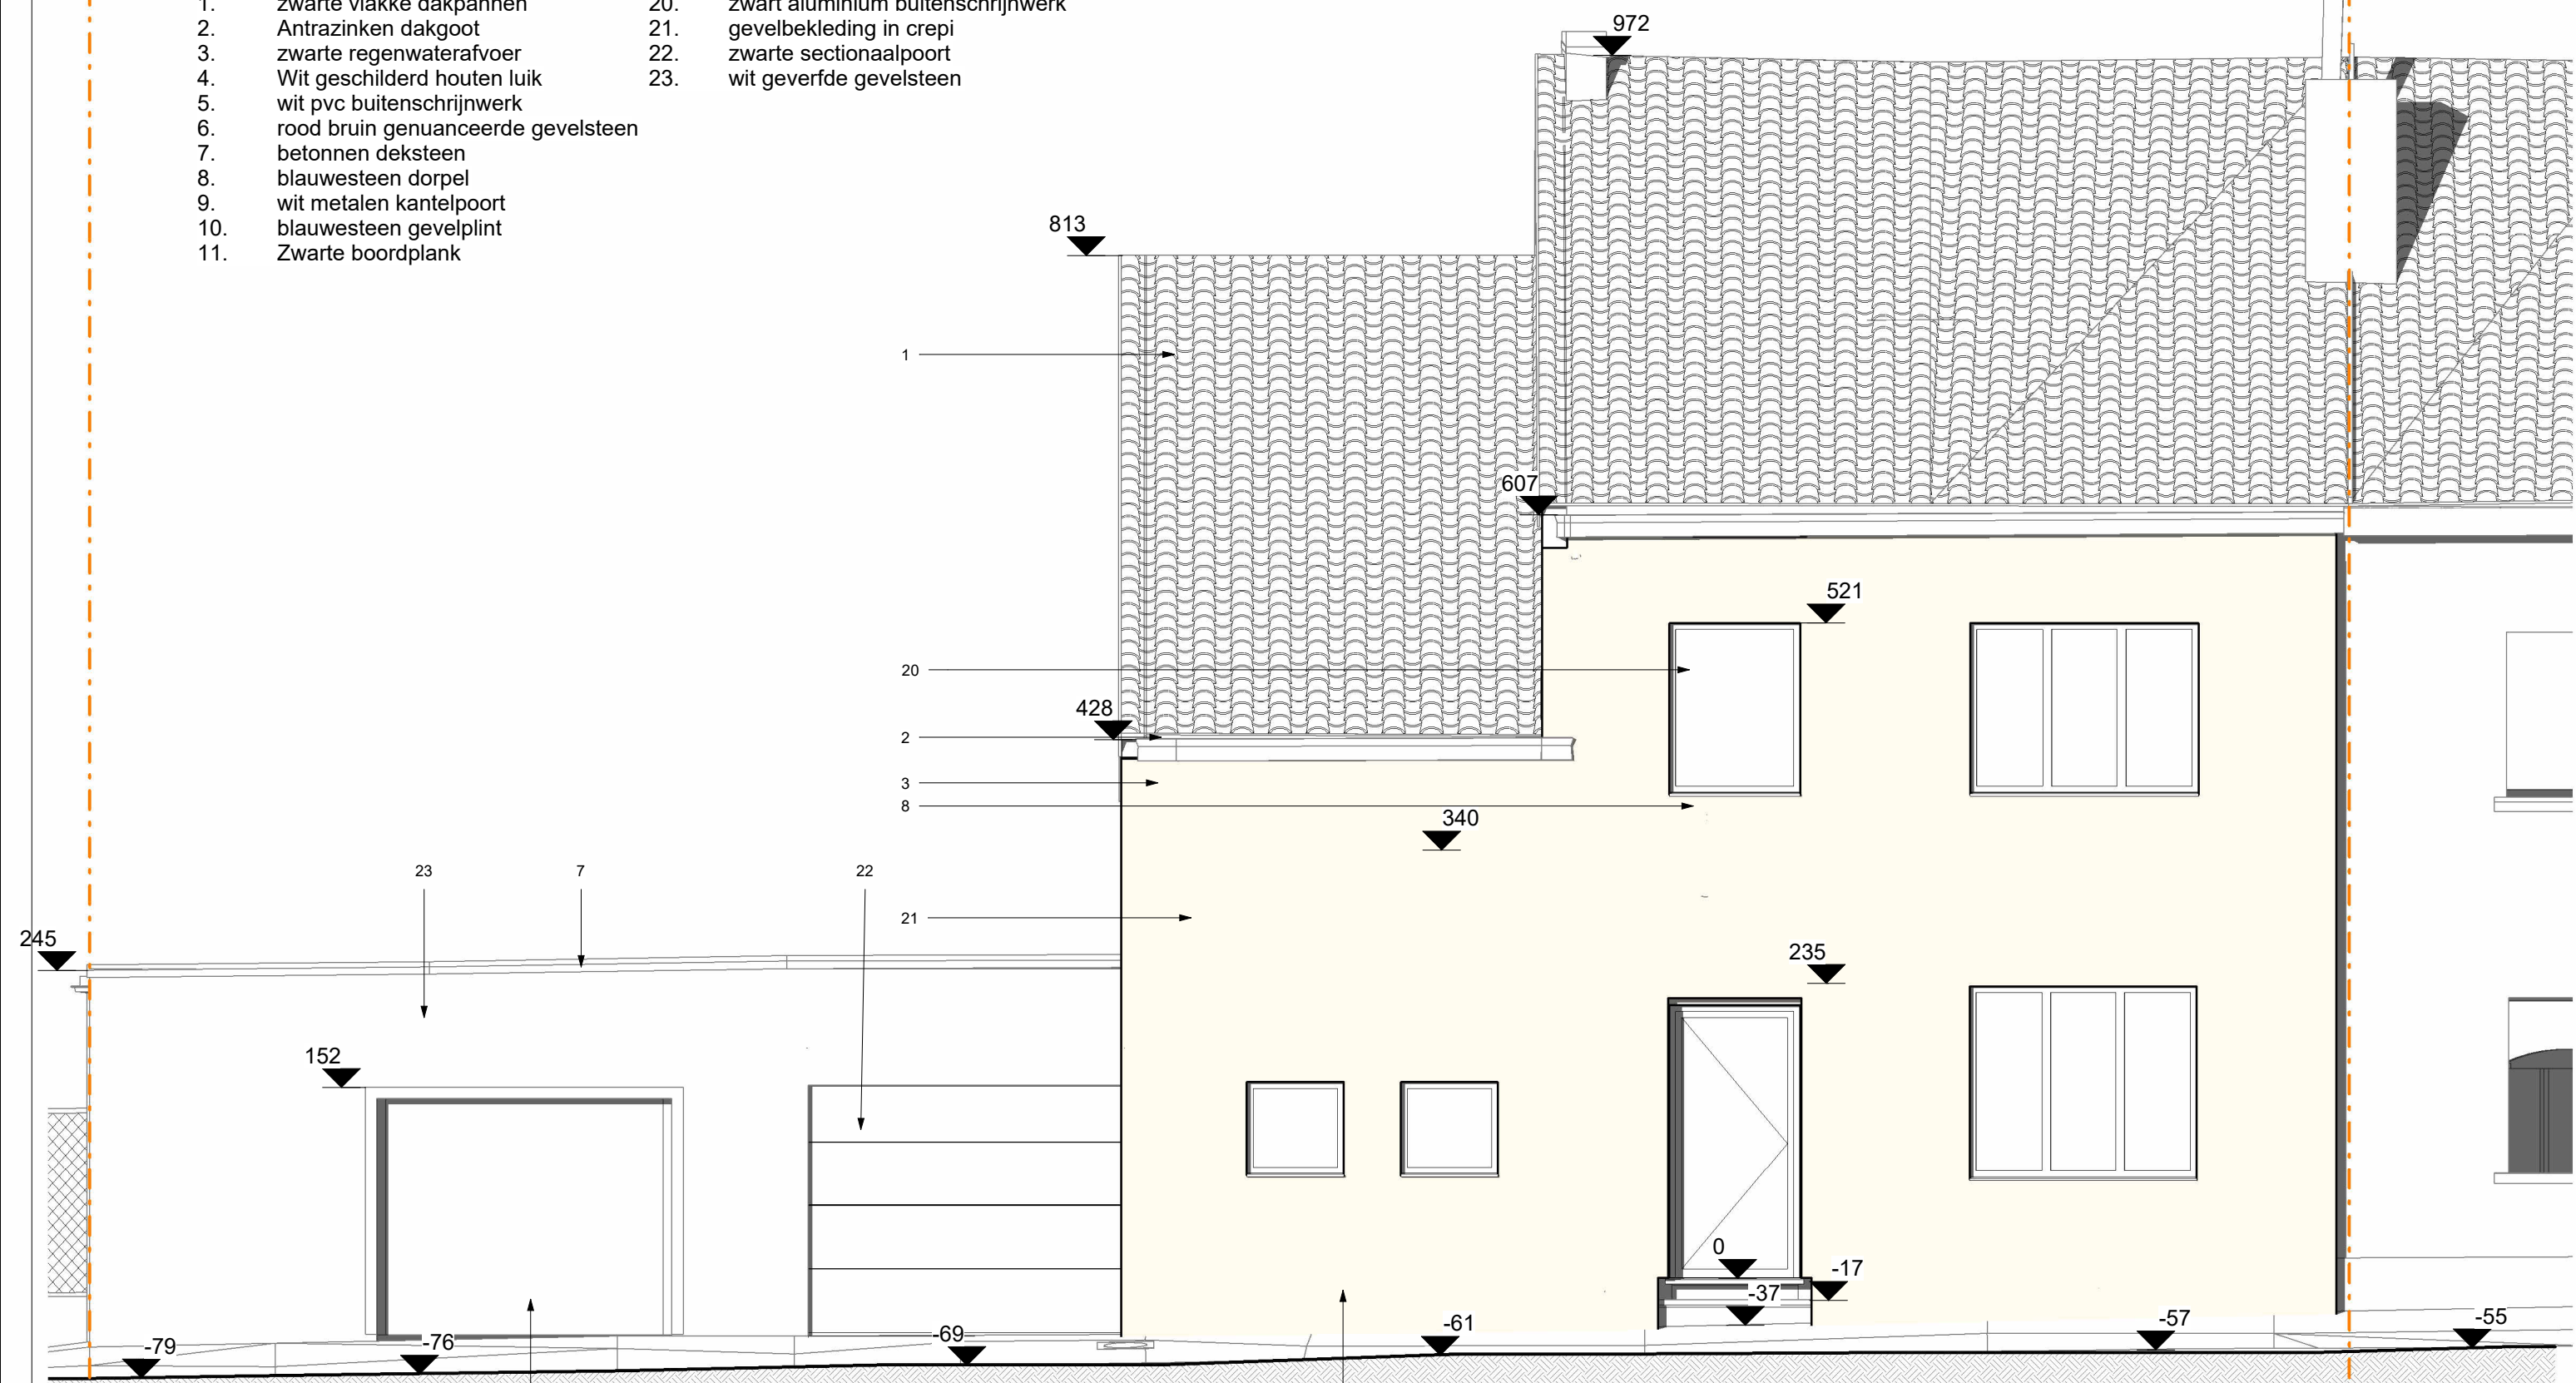 1. zwarte vlakke dakpannen
2. Antrazinken dakgoot
3. zwarte regenwaterafvoer
4. Wit geschilderd houten luik
5. wit pvc buitenschrijnwerk
6. rood bruin genuanceerde gevelsteen
7. betonnen deksteen
8. blauwesteen dorpel
9. wit metalen kantelpoort
10. blauwesteen gevelplint
11. Zwarte boordplank
20. zwart aluminium buitenschrijnwerk
21. gevelbekleding in crepi
22. zwarte sectionaalpoort
23. wit geverfde gevelsteen
972
813
1
607
521
20
428
2
3
8
340
23
7
22
21
245
235
152
0
-17
-37
-79
-76
-69
-61
-57
-55